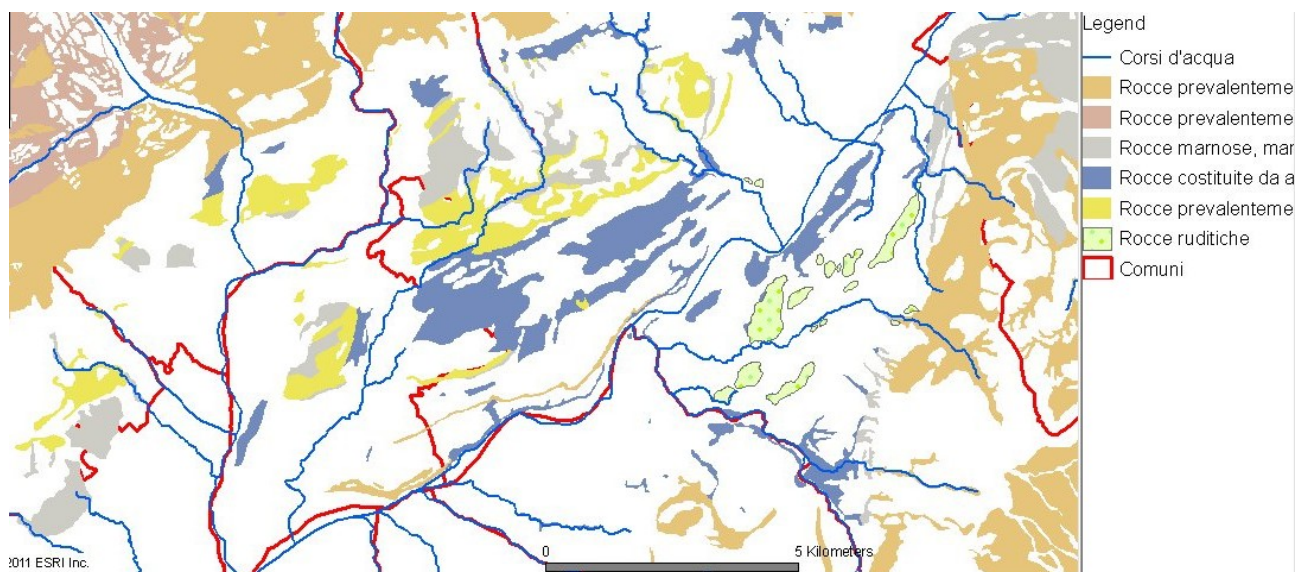 Legend
Corsi d'acqua
Rocce prevalenteme
Rocce prevalenteme
Rocce marnose, mar
Rocce costituite da a
Rocce prevalenteme
Rocce ruditiche
Comuni
0 5 Kilometers
2011 ESRI Inc.